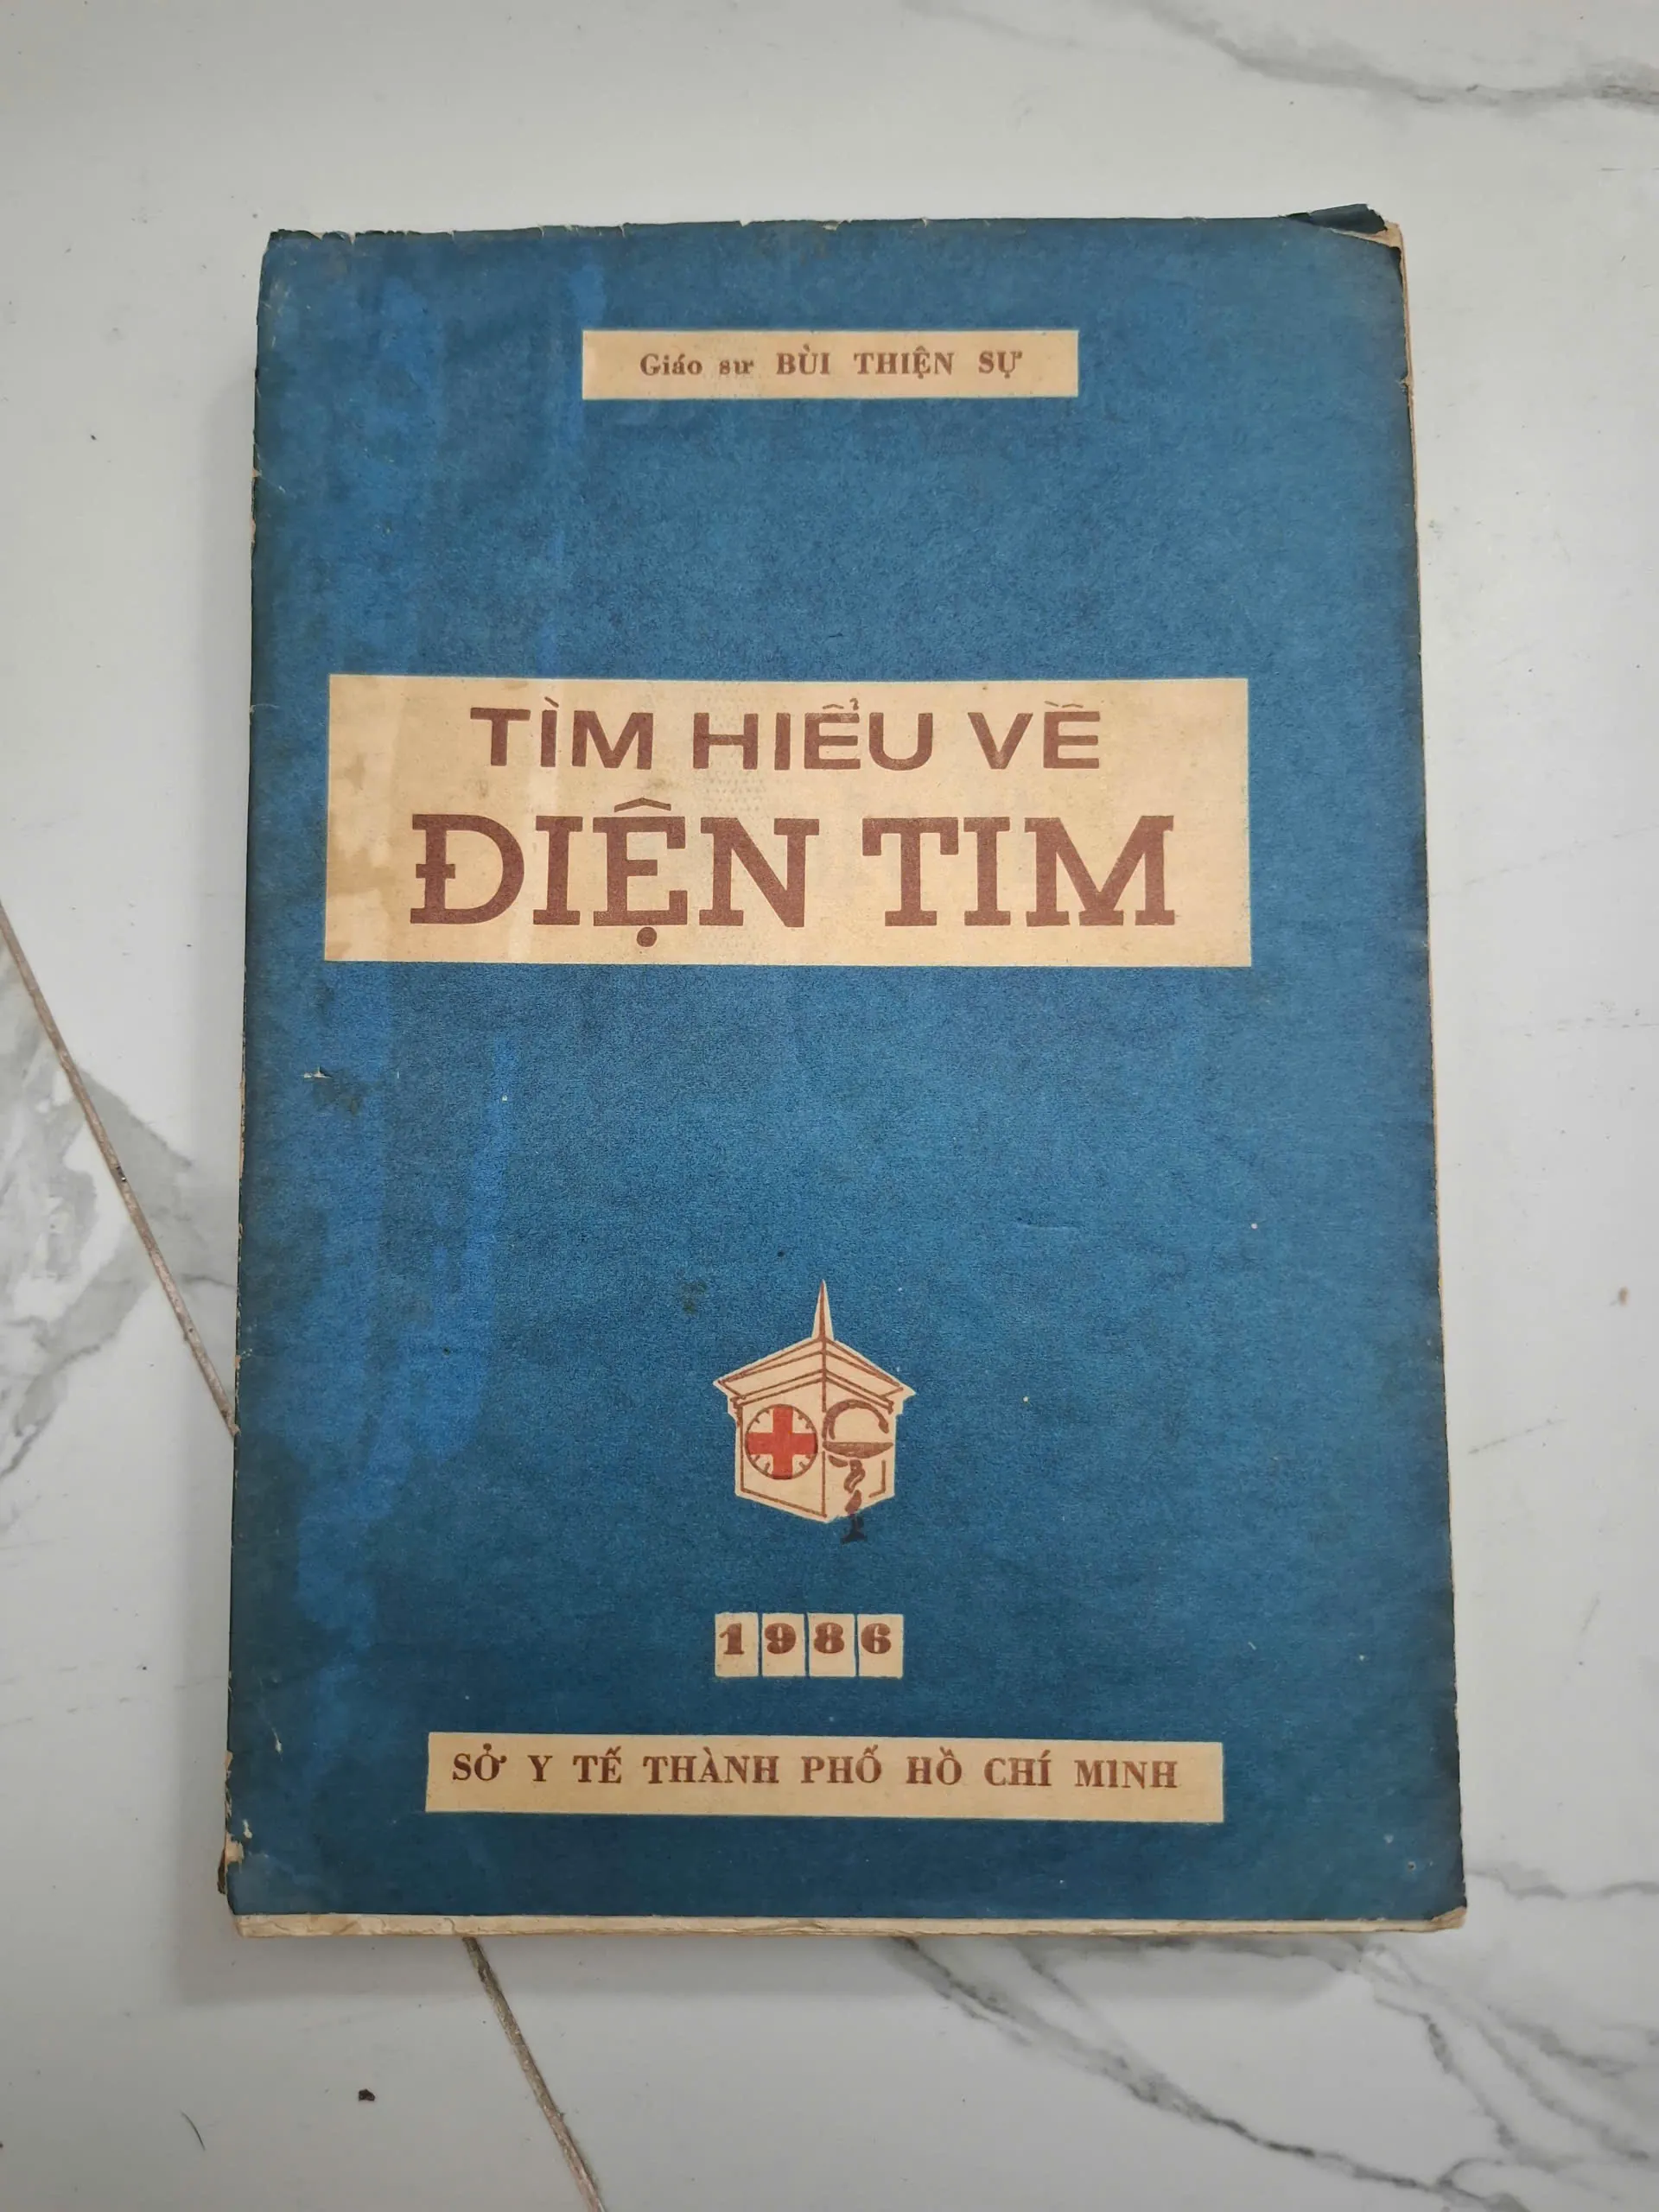 Giáo sư BÙI THIỆN SỰ
TÌM HIỂU VỀ
ĐIỆN TIM
1986
SỞ Y TẾ THÀNH PHỐ HỒ CHÍ MINH